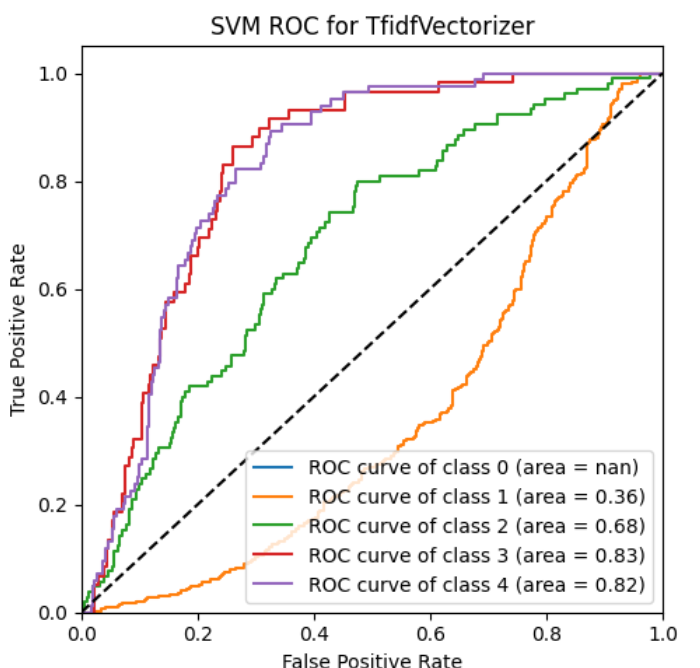 SVM ROC for TfidfVectorizer
1.0
0.8
0.6
0.4
0.2
0.0
True Positive Rate
ROC curve of class 0 (area = nan)
ROC curve of class 1 (area = 0.36)
ROC curve of class 2 (area = 0.68)
ROC curve of class 3 (area = 0.83)
ROC curve of class 4 (area = 0.82)
0.0 0.2 0.4 0.6 0.8 1.0
False Positive Rate